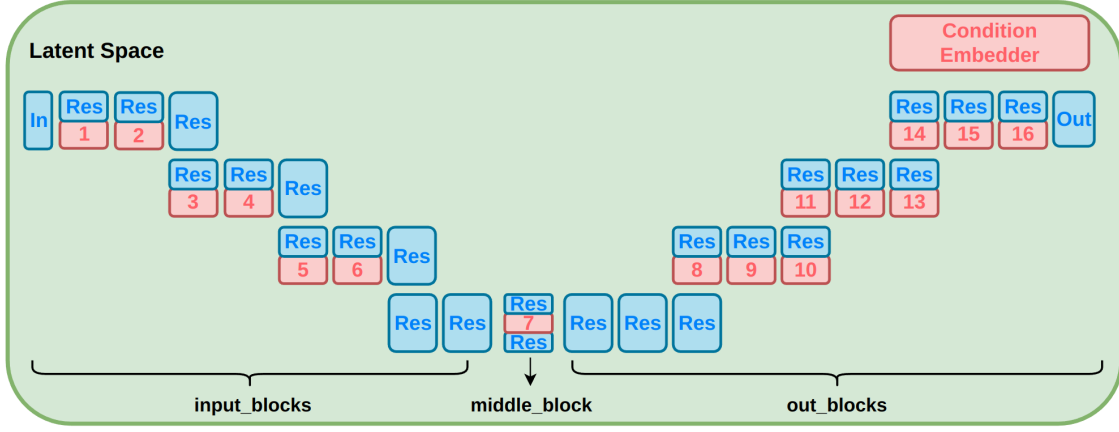 Latent Space
Condition
Embedder
In
Res
1
Res
2
Res
Res
14
Res
15
Res
16
Out
Res
3
Res
4
Res
Res
11
Res
12
Res
13
Res
5
Res
6
Res
Res
8
Res
9
Res
10
Res
Res
Res
7
Res
Res
Res
Res
input_blocks
middle_block
out_blocks